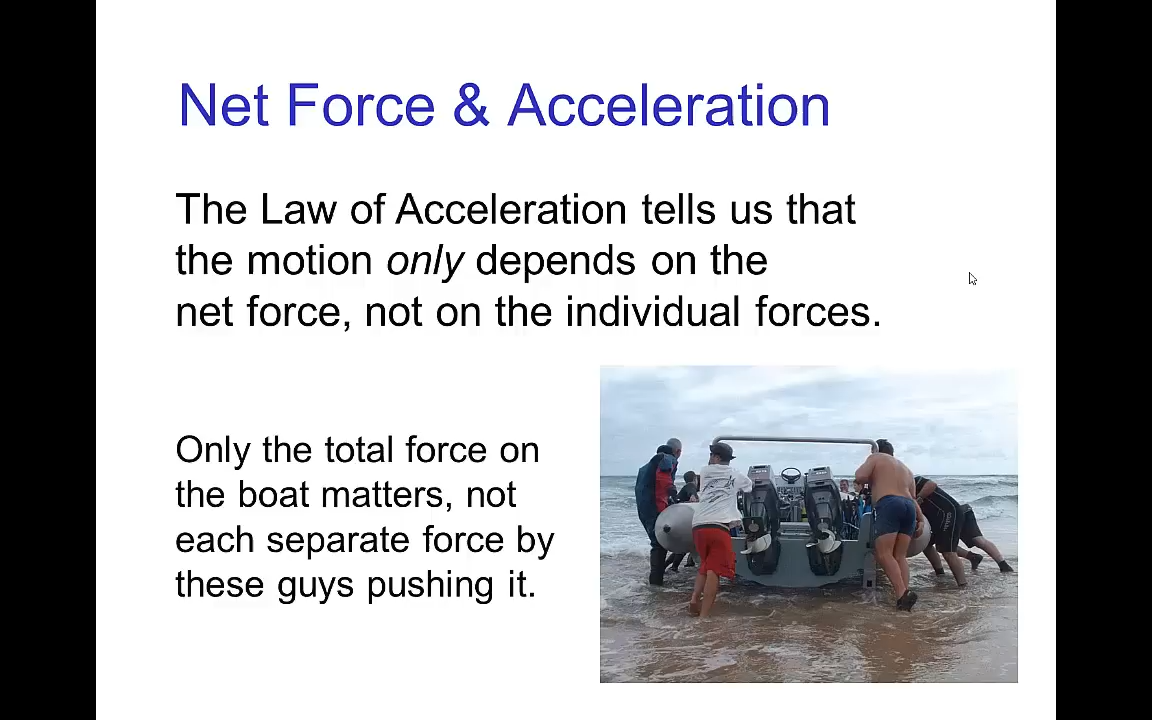 Net Force & Acceleration
The Law of Acceleration tells us that
the motion only depends on the
net force, not on the individual forces.
Only the total force on
the boat matters, not
each separate force by
these guys pushing it.